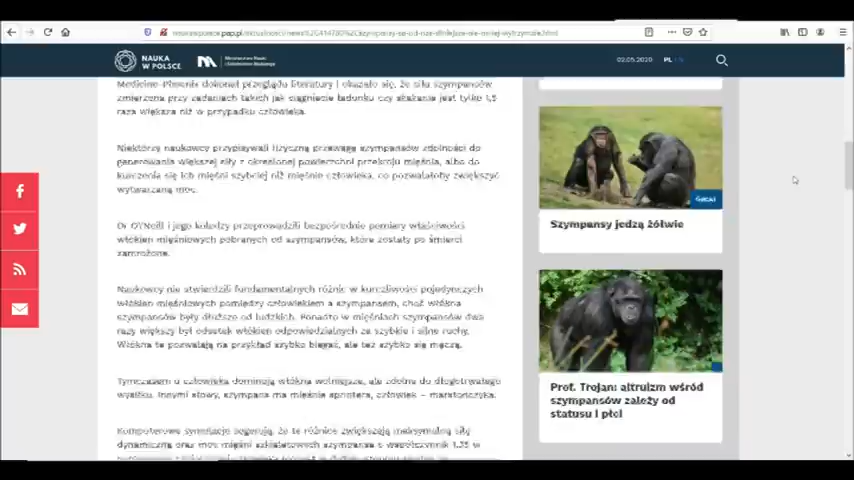 naukawpolsce.pap.pl
NAUKA
W POLSCE
Ministerstwo Nauki
i Szkolnictwa Wyższego
02.05.2020
PL
Medicine Phoenix dokonał przeglądu literatury i okazało się, że siła szympansów
zmierzona przy zadaniach takich jak ciągnięcie ładunku czy skakanie jest tylko 1,5
raza większa niż w przypadku człowieka.
Niektórzy naukowcy przypisywali fizyczną przewagę szympansów zdolności do
generowania większej siły z określonej powierzchni przekroju mięśnia, albo do
kurczenia się ich mięśni szybciej niż mięśnie człowieka, co pozwalałoby zwiększyć
wytwarzaną moc.
Dr O'Neill i jego koledzy przeprowadzili bezpośrednie pomiary właściwości
włókien mięśniowych pobranych od szympansów, które zostały po śmierci
zamrożone.
Naukowcy nie stwierdzili fundamentalnych różnic w kurczliwości pojedynczych
włókien mięśniowych pomiędzy człowiekiem a szympansem, choć włókna
szympansów były dłuższe od ludzkich. Ponadto w mięśniach szympansów dwa
razy większy był odsetek włókien odpowiedzialnych za szybkie i silne ruchy.
Włókna te pozwalają na przykład szybko biegać, ale też szybko się męczą.
Tymczasem u człowieka dominują włókna wolniejsze, ale zdolne do długotrwałego
wysiłku. Innymi słowy, szympans ma mięśnie sprintera, człowiek – maratończyka.
Komputerowe symulacje sugerują, że te różnice zwiększają maksymalną siłę
dynamiczną oraz moc mięśni szkieletowych szympansa o współczynnik 1,35 w
Szympansy jedzą żółwie
Prof. Trojan: altruizm wśród
szympansów zależy od
statusu i płci